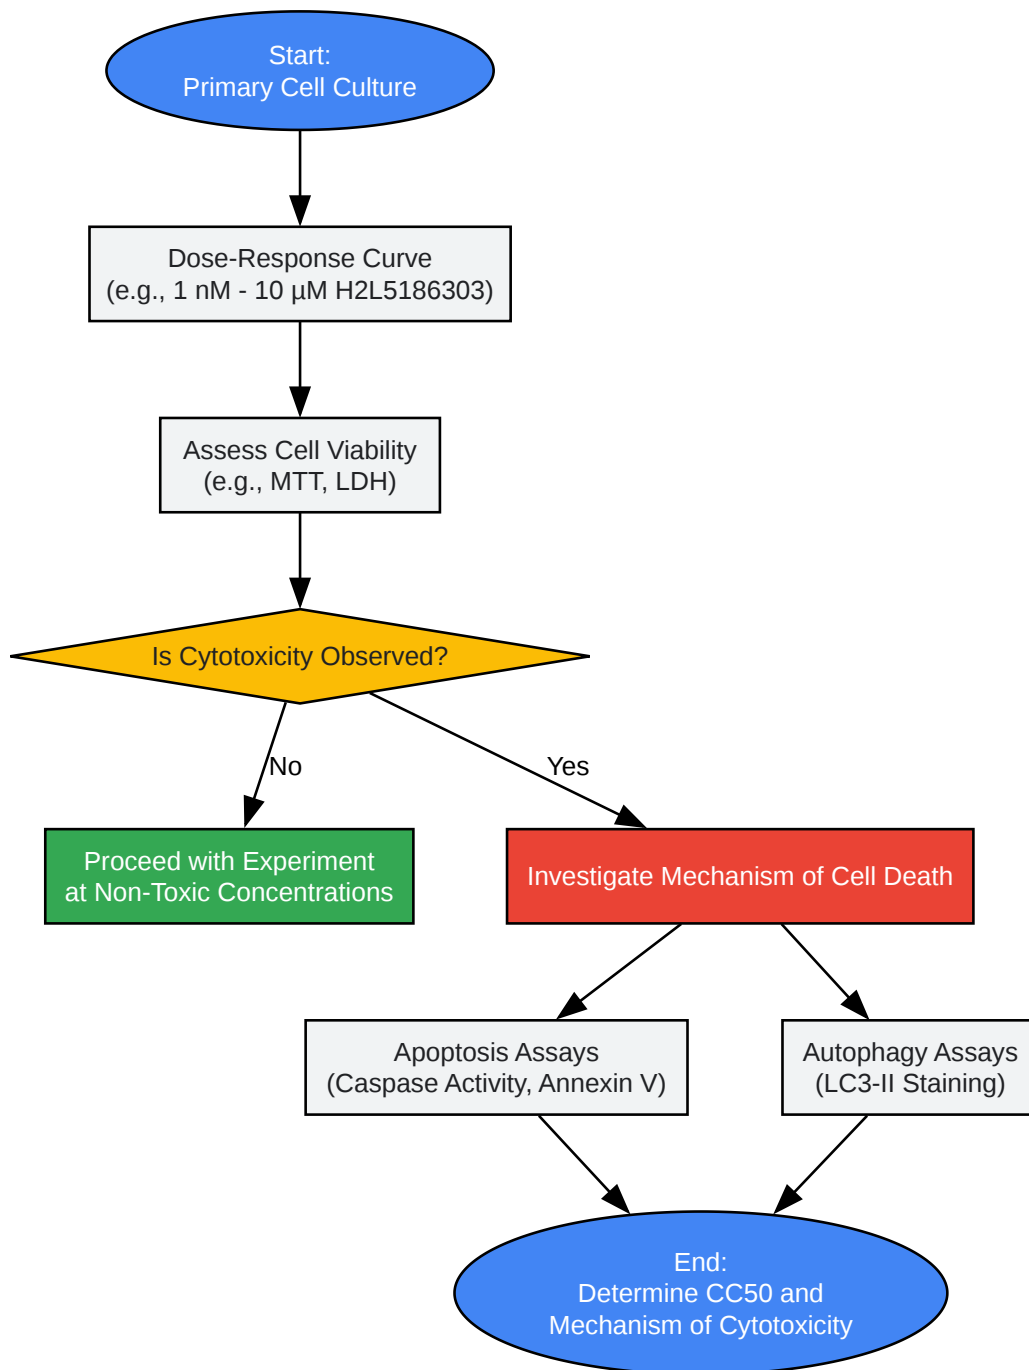 Start:
Primary Cell Culture
Dose-Response Curve
(e.g., 1 nM - 10 µM H2L5186303)
Assess Cell Viability
(e.g., MTT, LDH)
Is Cytotoxicity Observed?
No
Yes
Proceed with Experiment
at Non-Toxic Concentrations
Investigate Mechanism of Cell Death
Apoptosis Assays
(Caspase Activity, Annexin V)
Autophagy Assays
(LC3-II Staining)
End:
Determine CC50 and
Mechanism of Cytotoxicity